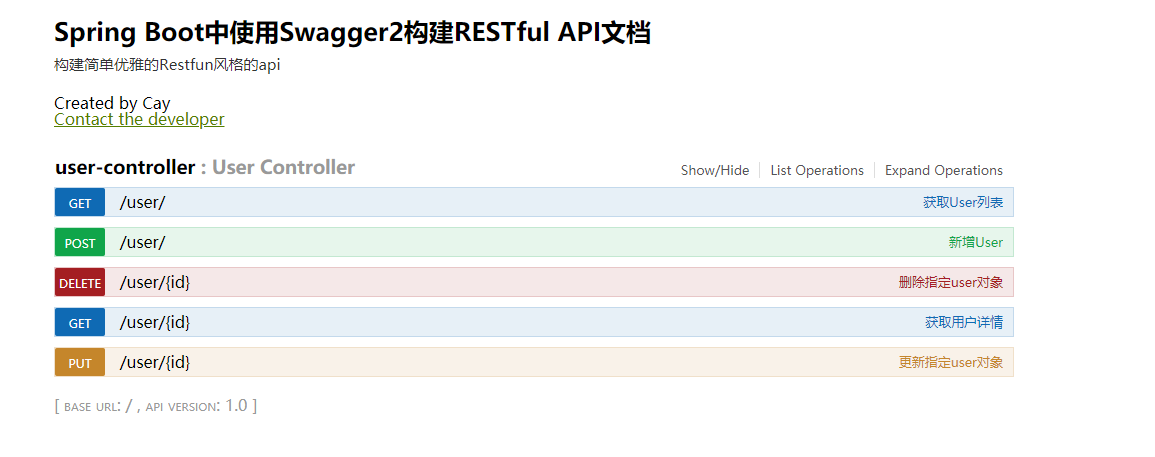 Spring Boot中使用Swagger2构建RESTful API文档
构建简单优雅的Restfun风格的api
Created by Cay
Contact the developer
user-controller : User Controller Show/Hide List Operations Expand Operations
GET /user/ 获取User列表
POST /user/ 新增User
DELETE /user/{id} 删除指定user对象
GET /user/{id} 获取用户详情
PUT /user/{id} 更新指定user对象
[ BASE URL: / , API VERSION: 1.0 ]